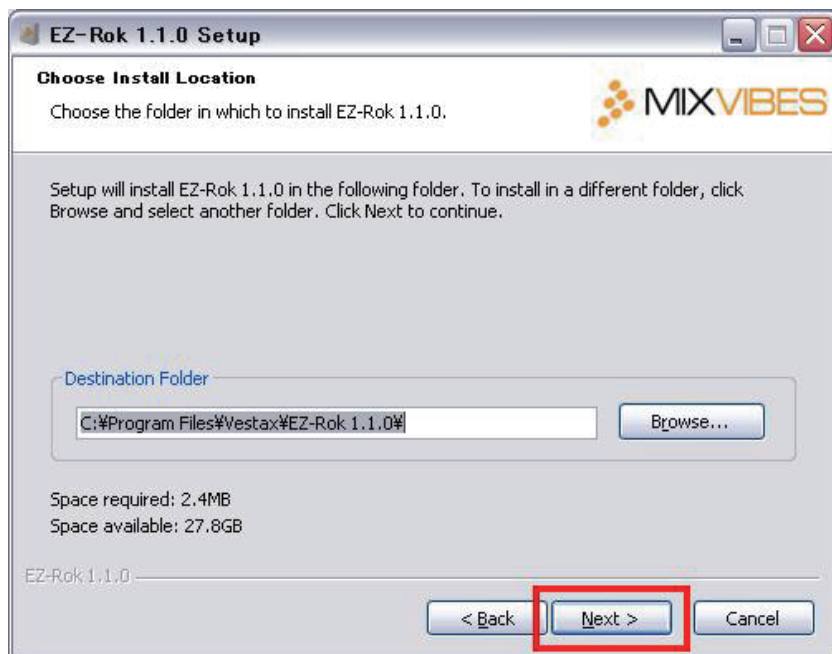 EZ-Rok 1.1.0 Setup
Choose Install Location
Choose the folder in which to install EZ-Rok 1.1.0.
MIXVIBES
Setup will install EZ-Rok 1.1.0 in the following folder. To install in a different folder, click
Browse and select another folder. Click Next to continue.
Destination Folder
C:¥Program Files¥Vestax¥EZ-Rok 1.1.0¥
Browse...
Space required: 2.4MB
Space available: 27.8GB
EZ-Rok 1.1.0
< Back
Next >
Cancel